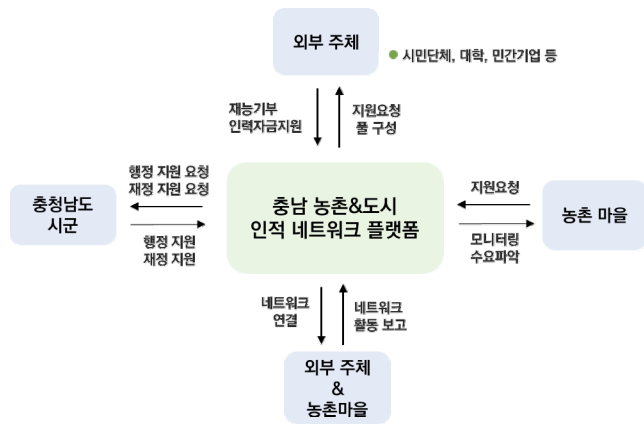 외부 주체
● 시민단체, 대학, 민간기업 등
재능기부
인력자금지원
지원요청
풀 구성
행정 지원 요청
재정 지원 요청
충청남도
시군
행정 지원
재정 지원
충남 농촌&도시
인적 네트워크 플랫폼
지원요청
농촌 마을
모니터링
수요파악
네트워크
연결
네트워크
활동 보고
외부 주체
&
농촌마을